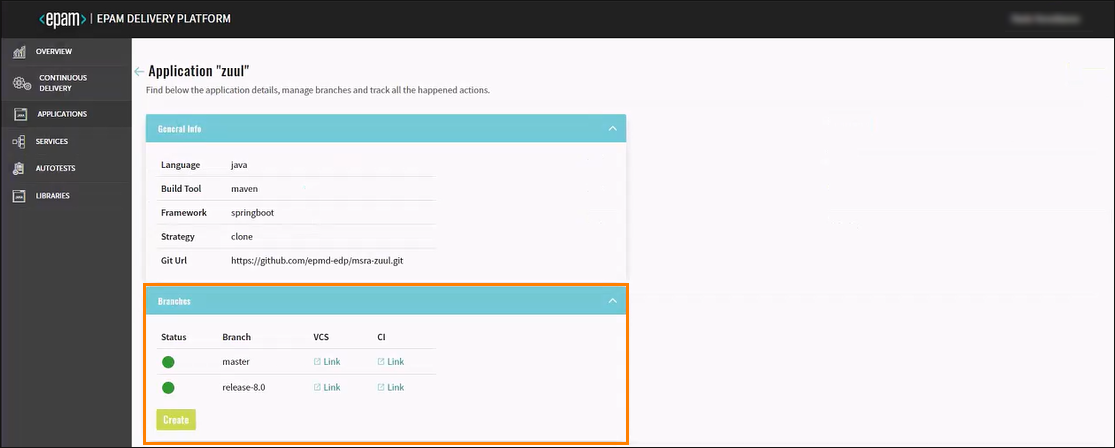 <epam> | EPAM DELIVERY PLATFORM
OVERVIEW
CONTINUOUS
DELIVERY
APPLICATIONS
SERVICES
AUTOTESTS
LIBRARIES
← Application "zuul"
Find below the application details, manage branches and track all the happened actions.
General Info
Language java
Build Tool maven
Framework springboot
Strategy clone
Git Url https://github.com/epmd-edp/msra-zuul.git
Branches
Status Branch VCS CI
master Link Link
release-8.0 Link Link
Create